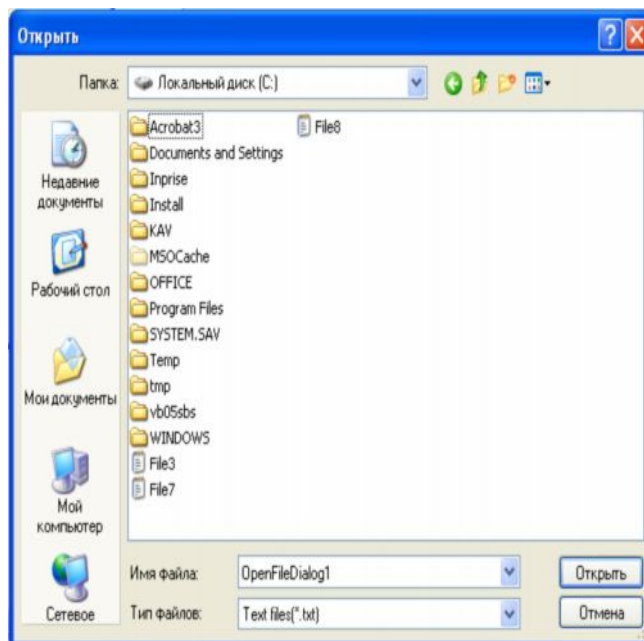 Открыть
Папка: Локальный диск (C:)
Недавние документы
Рабочий стол
Мои документы
Мой компьютер
Сетевое
Acrobat3
Documents and Settings
Inprise
Install
KAV
MSOCache
OFFICE
Program Files
SYSTEM.SAV
Temp
tmp
vb05sbs
WINDOWS
File3
File7
File8
Имя файла: OpenFileDialog1 Открыть
Тип файлов: Text files(*.txt) Отмена